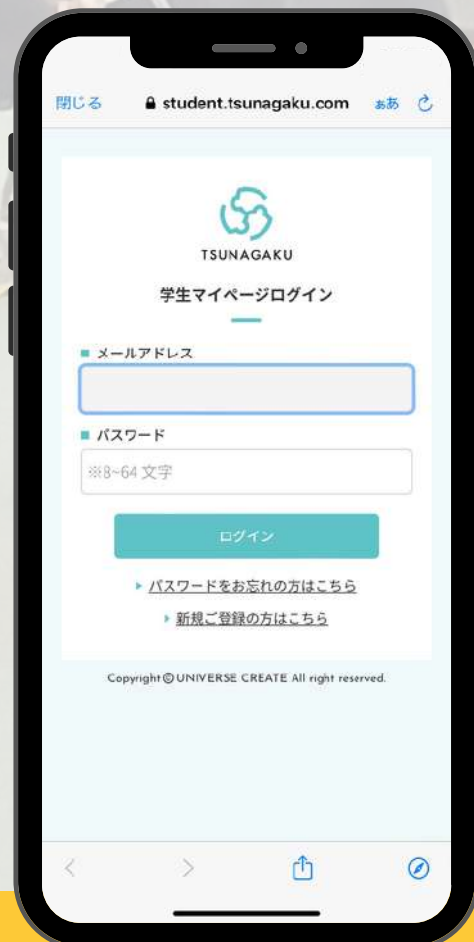 閉じる student.tsunagaku.com ぁあ
TSUNAGAKU
学生マイページログイン
メールアドレス
パスワード
※8~64 文字
ログイン
パスワードをお忘れの方はこちら
新規ご登録の方はこちら
Copyright©UNIVERSE CREATE All right reserved.